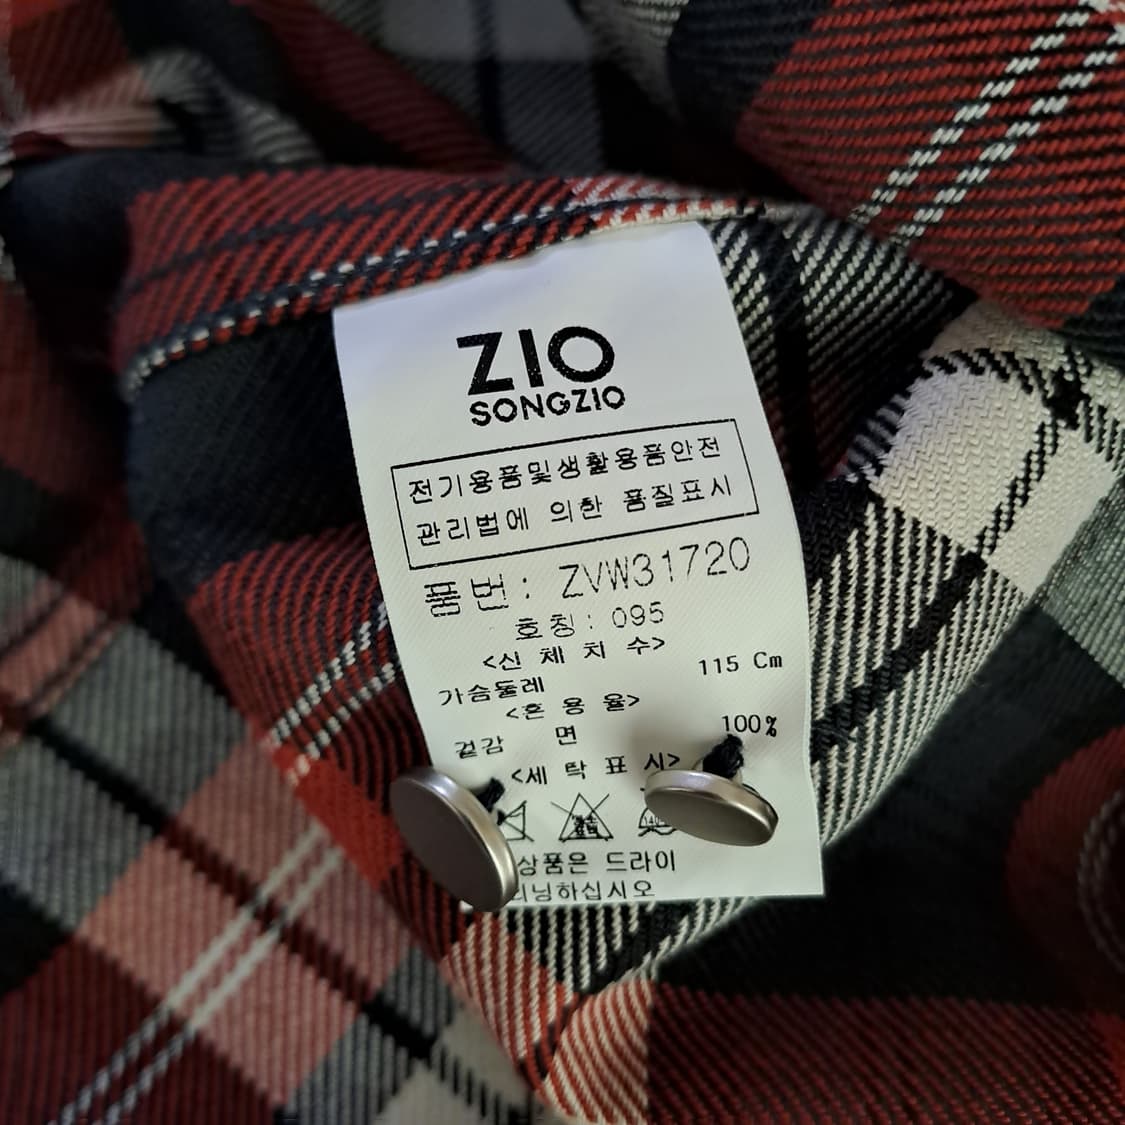 ZIO
SONGZIO
전기용품및생활용품안전
관리법에 의한 품질표시
품번: ZVW31720
호칭: 095
<신 체 치 수>
가슴둘레 115 Cm
<혼 용 율>
겉감 면 100%
<세 탁 표 시>
상품은 드라이
리닝하십시오